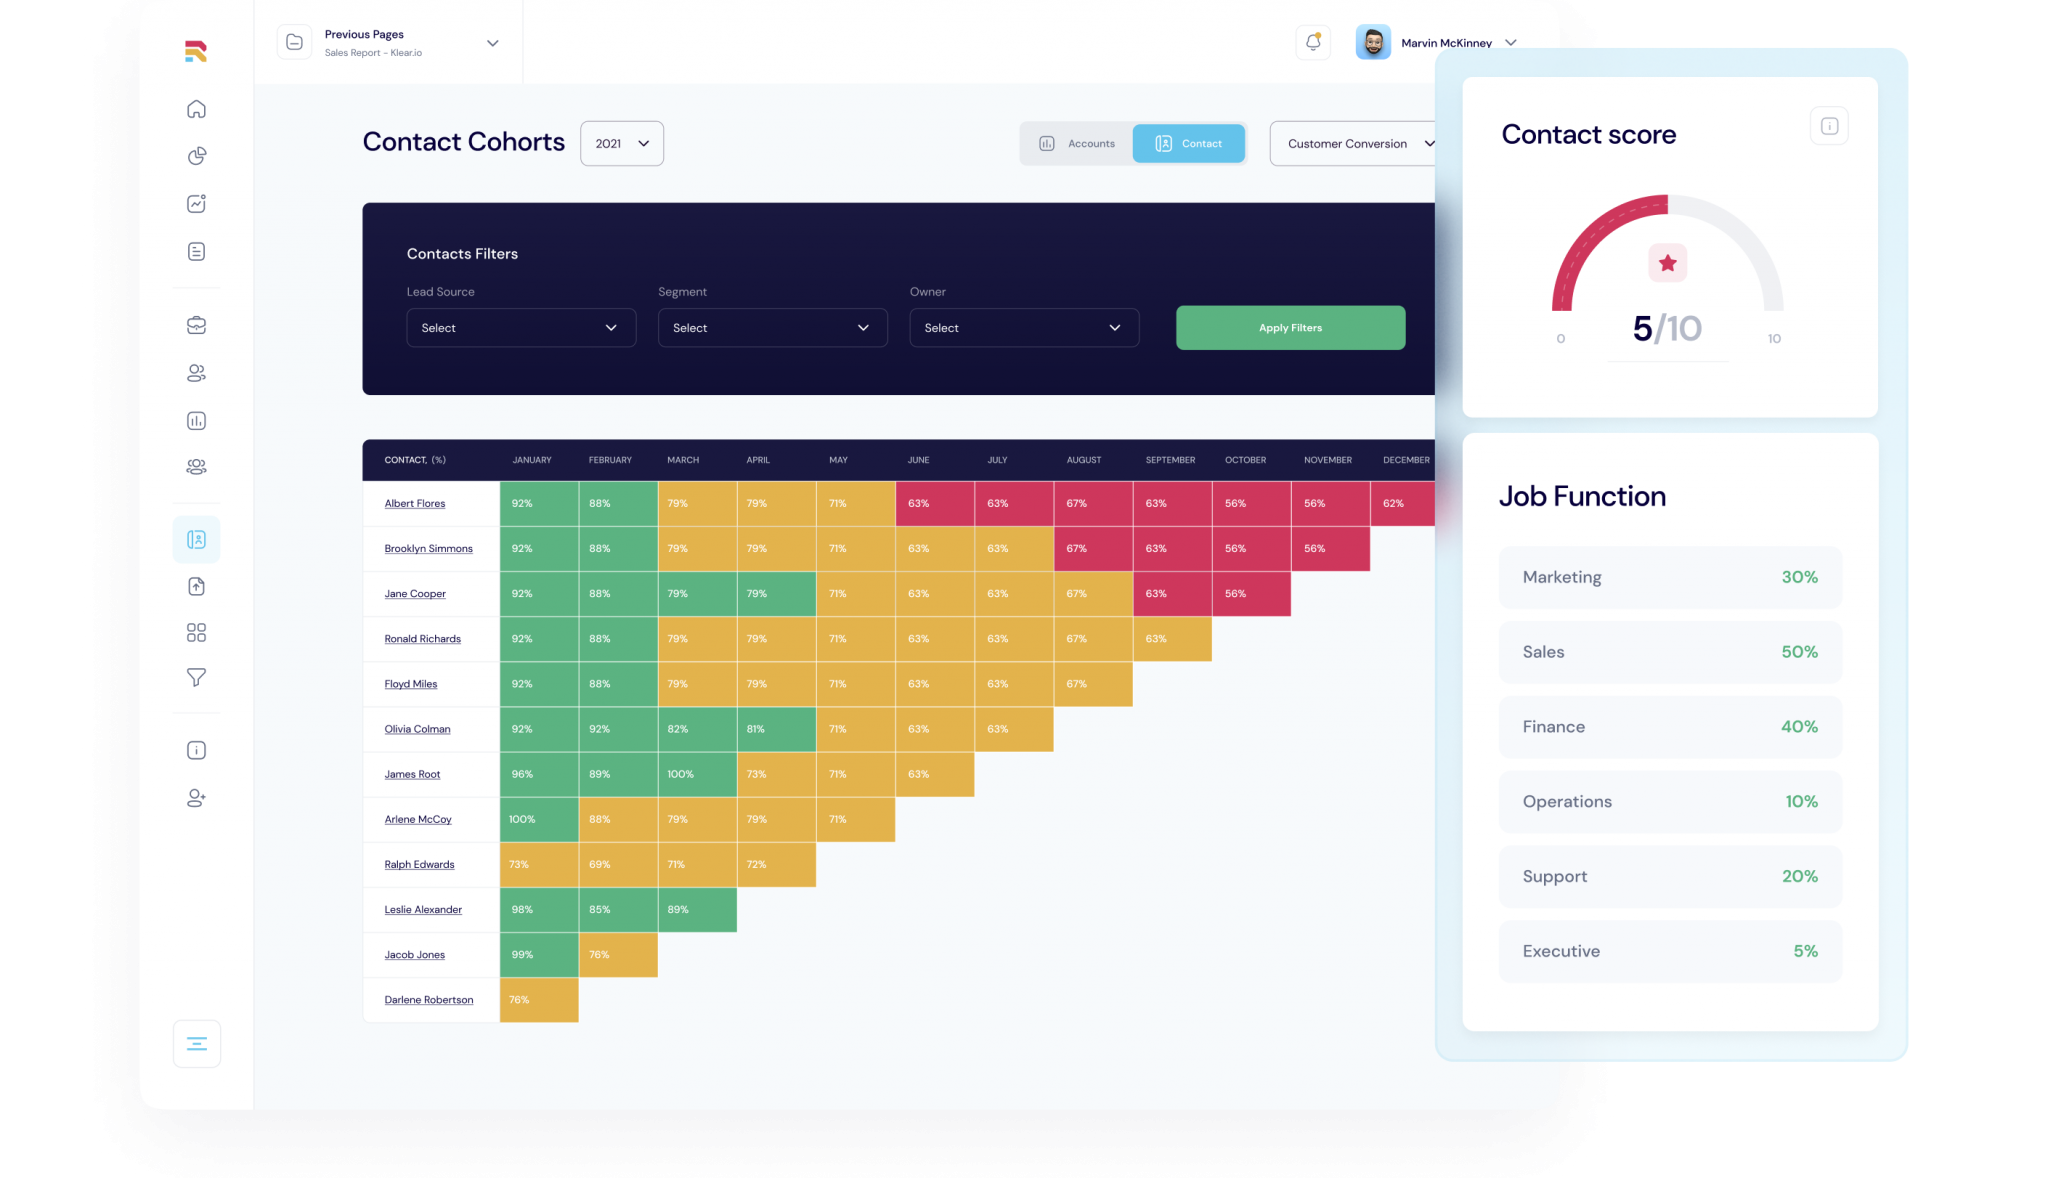 Previous Pages
Sales Report - Klear.io
Marvin McKinney
Contact Cohorts
2021
Accounts
Contact
Customer Conversion
Contacts Filters
Lead Source
Segment
Owner
Select
Select
Select
Apply Filters
CONTACT, (%) JANUARY FEBRUARY MARCH APRIL MAY JUNE JULY AUGUST SEPTEMBER OCTOBER NOVEMBER DECEMBER
Albert Flores 92% 88% 79% 79% 71% 63% 63% 67% 63% 56% 56% 62%
Brooklyn Simmons 92% 88% 79% 79% 71% 63% 63% 67% 63% 56% 56%
Jane Cooper 92% 88% 79% 79% 71% 63% 63% 67% 63% 56%
Ronald Richards 92% 88% 79% 79% 71% 63% 63% 67% 63%
Floyd Miles 92% 88% 79% 79% 71% 63% 63% 67%
Olivia Colman 92% 92% 82% 81% 71% 63% 63%
James Root 96% 89% 100% 73% 71% 63%
Arlene McCoy 100% 88% 79% 79% 71%
Ralph Edwards 73% 69% 71% 72%
Leslie Alexander 98% 85% 89%
Jacob Jones 99% 76%
Darlene Robertson 76%
Contact score
5/10
0
10
Job Function
Marketing 30%
Sales 50%
Finance 40%
Operations 10%
Support 20%
Executive 5%